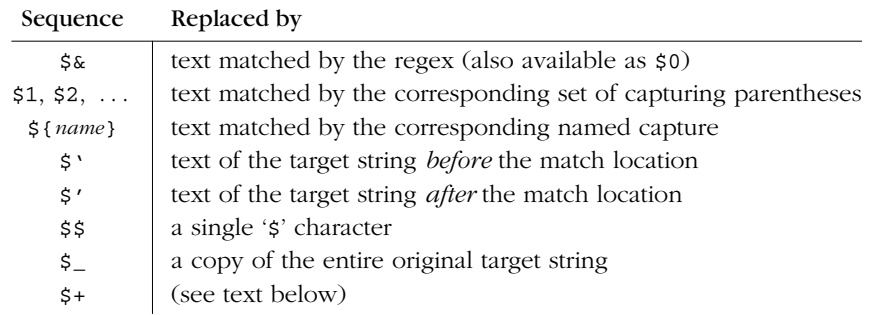 Sequence Replaced by
$& text matched by the regex (also available as $0)
$1, $2, ... text matched by the corresponding set of capturing parentheses
${name} text matched by the corresponding named capture
$` text of the target string before the match location
$' text of the target string after the match location
$$ a single ‘$’ character
$_ a copy of the entire original target string
$+ (see text below)